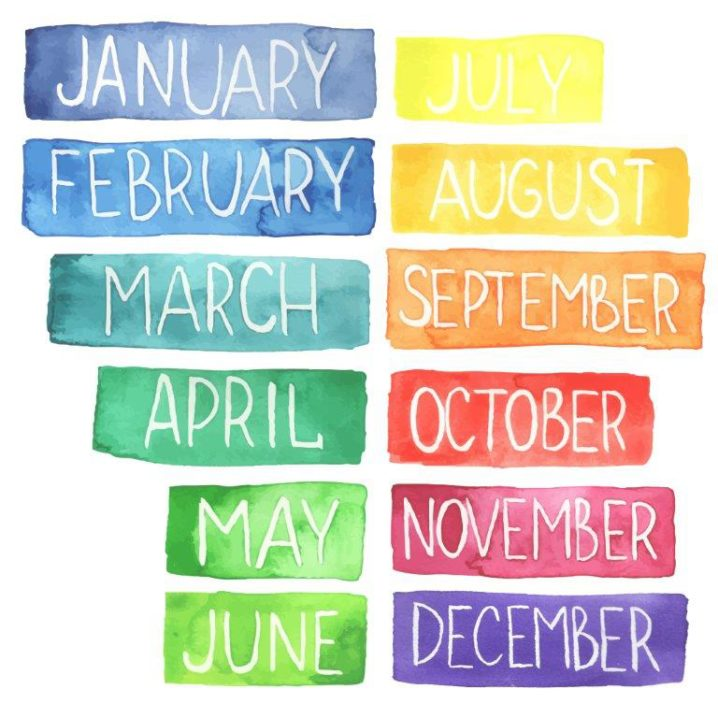 JANUARY
FEBRUARY
MARCH
APRIL
MAY
JUNE
JULY
AUGUST
SEPTEMBER
OCTOBER
NOVEMBER
DECEMBER